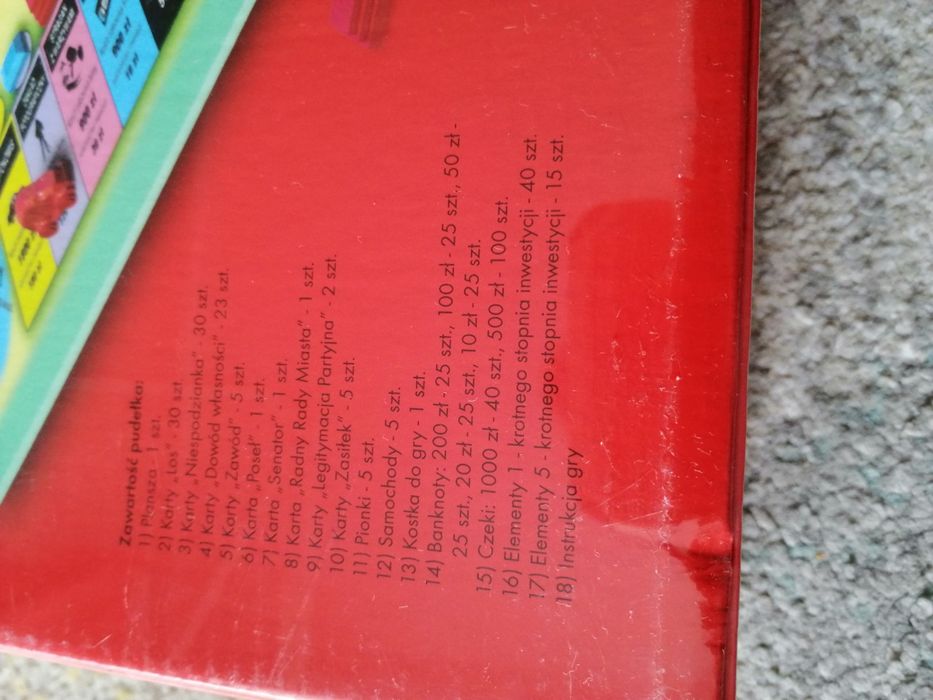 Zawartość pudełka:
1) Plansza - 1 szt.
2) Karty „Los" - 30 szt.
3) Karty „Niespodzianka" - 30 szt.
4) Karty „Dowód własności" - 23 szt.
5) Karty „Zawód" - 5 szt.
6) Karta „Poseł" - 1 szt.
7) Karta „Senator" - 1 szt.
8) Karta „Radny Rady Miasta" - 1 szt.
9) Karty „Legitymacja Partyjna" - 2 szt.
10) Karty „Zasiłek" - 5 szt.
11) Pionki - 5 szt.
12) Samochody - 5 szt.
13) Kostka do gry - 1 szt.
14) Banknoty: 200 zł - 25 szt., 100 zł - 25 szt., 50 zł -
25 szt., 20 zł - 25 szt., 10 zł - 25 szt.
15) Czeki: 1000 zł - 40 szt., 500 zł - 100 szt.
16) Elementy 1 - krotnego stopnia inwestycji - 40 szt.
17) Elementy 5 - krotnego stopnia inwestycji - 15 szt.
18) Instrukcja gry